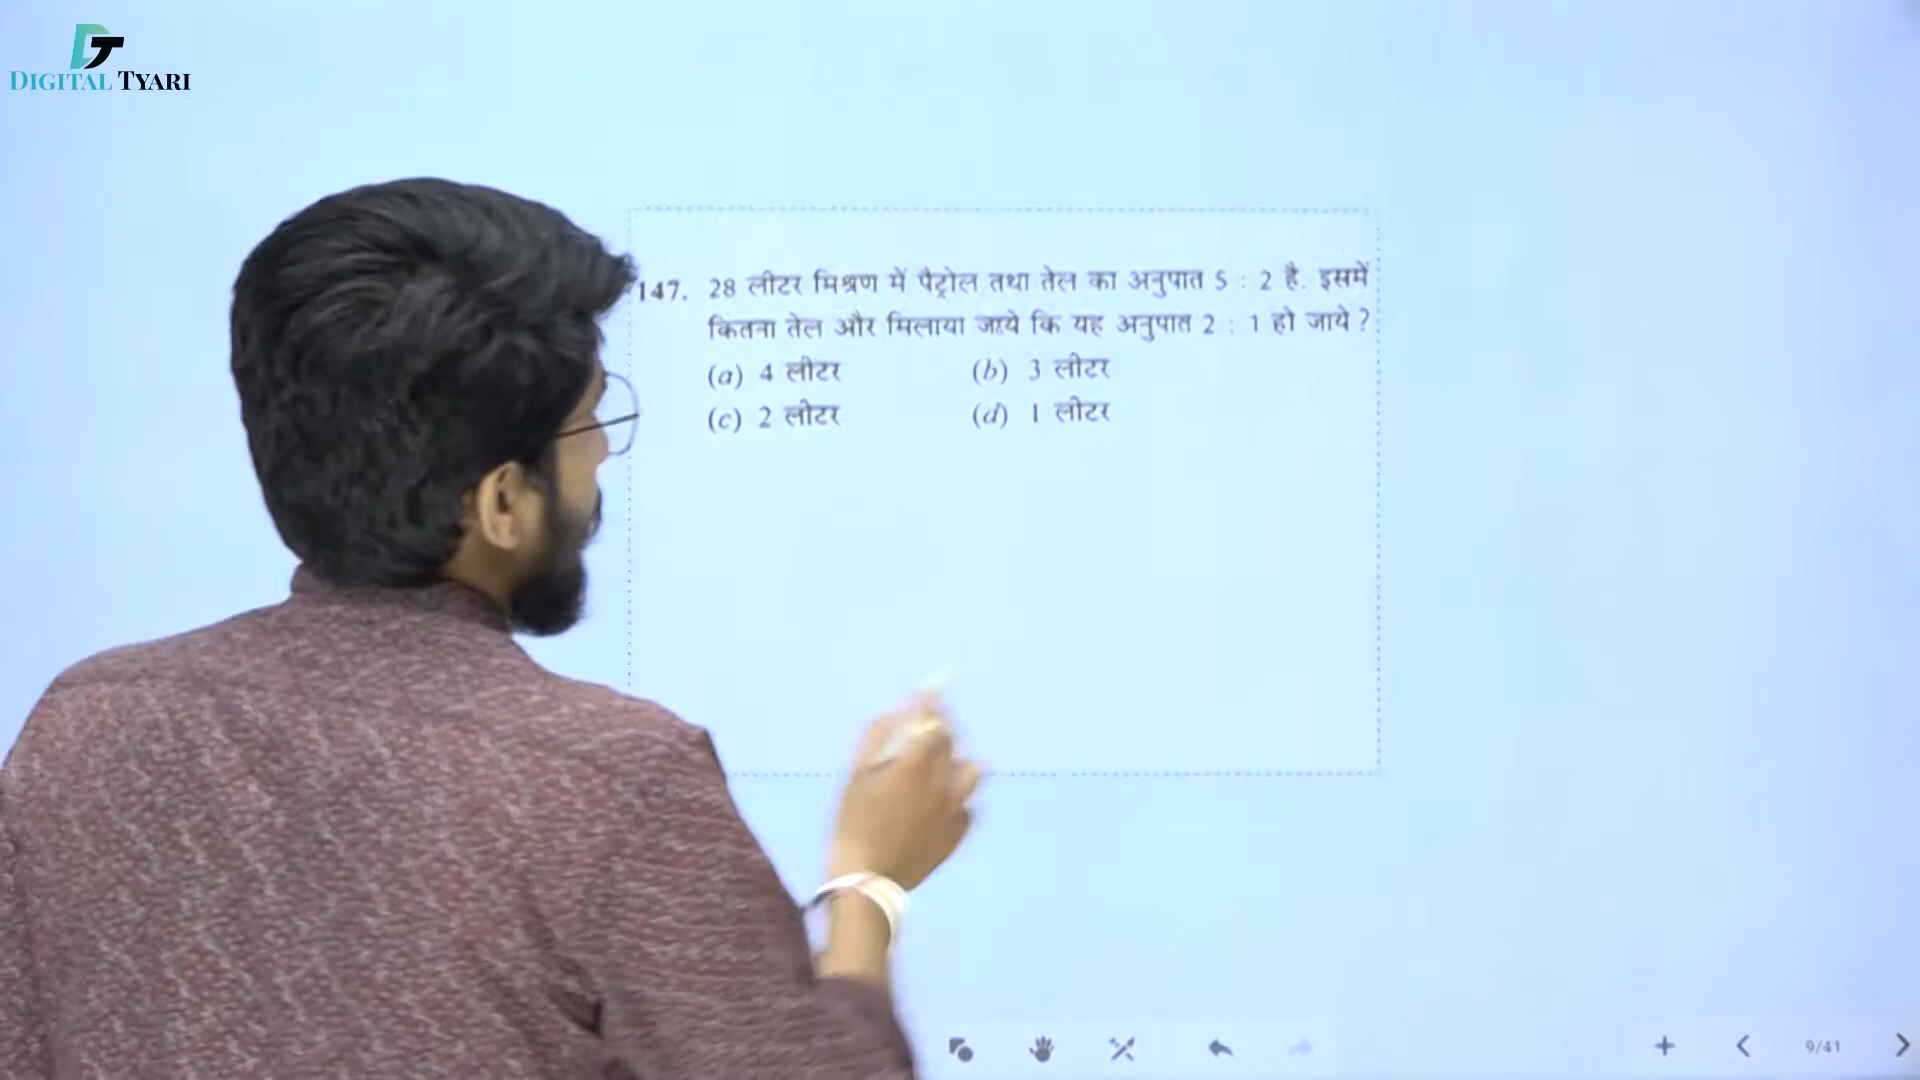 DIGITAL TYARI
147. 28 लीटर मिश्रण में पैट्रोल तथा तेल का अनुपात 5 : 2 है. इसमें
कितना तेल और मिलाया जाये कि यह अनुपात 2 : 1 हो जाये ?
(a) 4 लीटर (b) 3 लीटर
(c) 2 लीटर (d) 1 लीटर
9/41